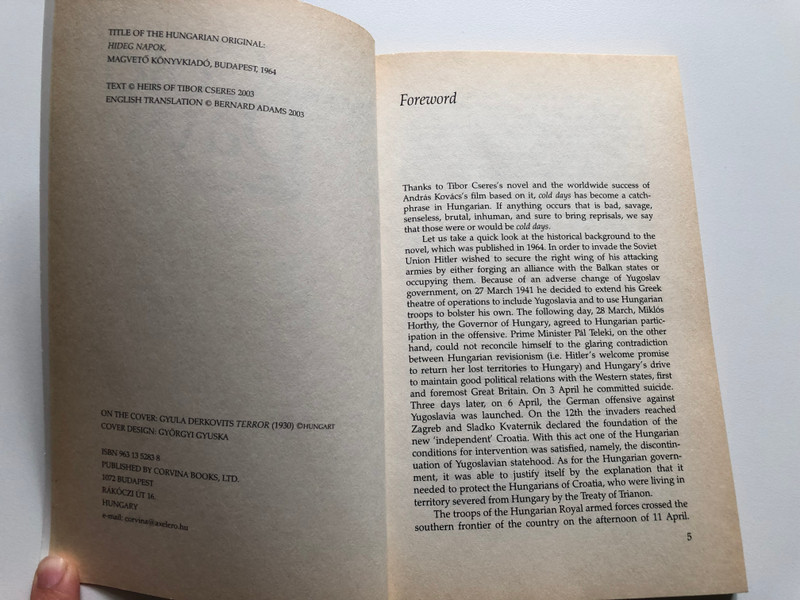 TITLE OF THE HUNGARIAN ORIGINAL:
HIDEG NAPOK,
MAGVETŐ KÖNYVKIADÓ, BUDAPEST, 1964
TEXT © HEIRS OF TIBOR CSERES 2003
ENGLISH TRANSLATION © BERNARD ADAMS 2003
ON THE COVER: GYULA DERKOVITS TERROR (1930) ©HUNGART
COVER DESIGN: GYÖRGYI GYUSKA
ISBN 963 13 5283 8
PUBLISHED BY CORVINA BOOKS, LTD.
1072 BUDAPEST
RÁKÓCZI ÚT 16.
HUNGARY
e-mail: corvina@axelero.hu
Foreword
Thanks to Tibor Cseres's novel and the worldwide success of
András Kovács's film based on it, cold days has become a catch-
phrase in Hungarian. If anything occurs that is bad, savage,
senseless, brutal, inhuman, and sure to bring reprisals, we say
that those were or would be cold days.
Let us take a quick look at the historical background to the
novel, which was published in 1964. In order to invade the Soviet
Union Hitler wished to secure the right wing of his attacking
armies by either forging an alliance with the Balkan states or
occupying them. Because of an adverse change of Yugoslav
government, on 27 March 1941 he decided to extend his Greek
theatre of operations to include Yugoslavia and to use Hungarian
troops to bolster his own. The following day, 28 March, Miklós
Horthy, the Governor of Hungary, agreed to Hungarian partic-
ipation in the offensive. Prime Minister Pál Teleki, on the other
hand, could not reconcile himself to the glaring contradiction
between Hungarian revisionism (i.e. Hitler's welcome promise
to return her lost territories to Hungary) and Hungary's drive
to maintain good political relations with the Western states, first
and foremost Great Britain. On 3 April he committed suicide.
Three days later, on 6 April, the German offensive against
Yugoslavia was launched. On the 12th the invaders reached
Zagreb and Sladko Kvaternik declared the foundation of the
new 'independent' Croatia. With this act one of the Hungarian
conditions for intervention was satisfied, namely, the discontin-
uation of Yugoslavian statehood. As for the Hungarian govern-
ment, it was able to justify itself by the explanation that it
needed to protect the Hungarians of Croatia, who were living in
territory severed from Hungary by the Treaty of Trianon.
The troops of the Hungarian Royal armed forces crossed the
southern frontier of the country on the afternoon of 11 April.
5